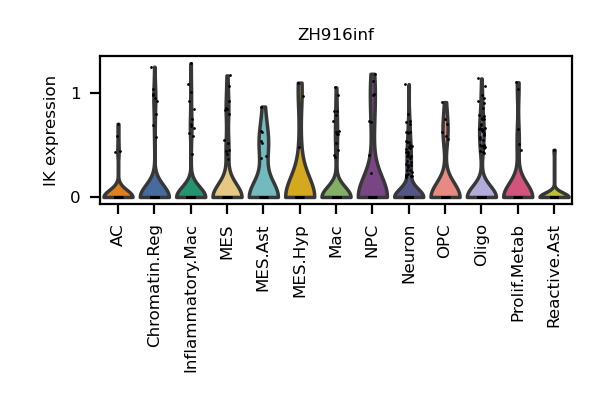 ZH916inf
IK expression
1
0
AC
Chromatin.Reg
Inflammatory.Mac
MES
MES.Ast
MES.Hyp
Mac
NPC
Neuron
OPC
Oligo
Prolif.Metab
Reactive.Ast